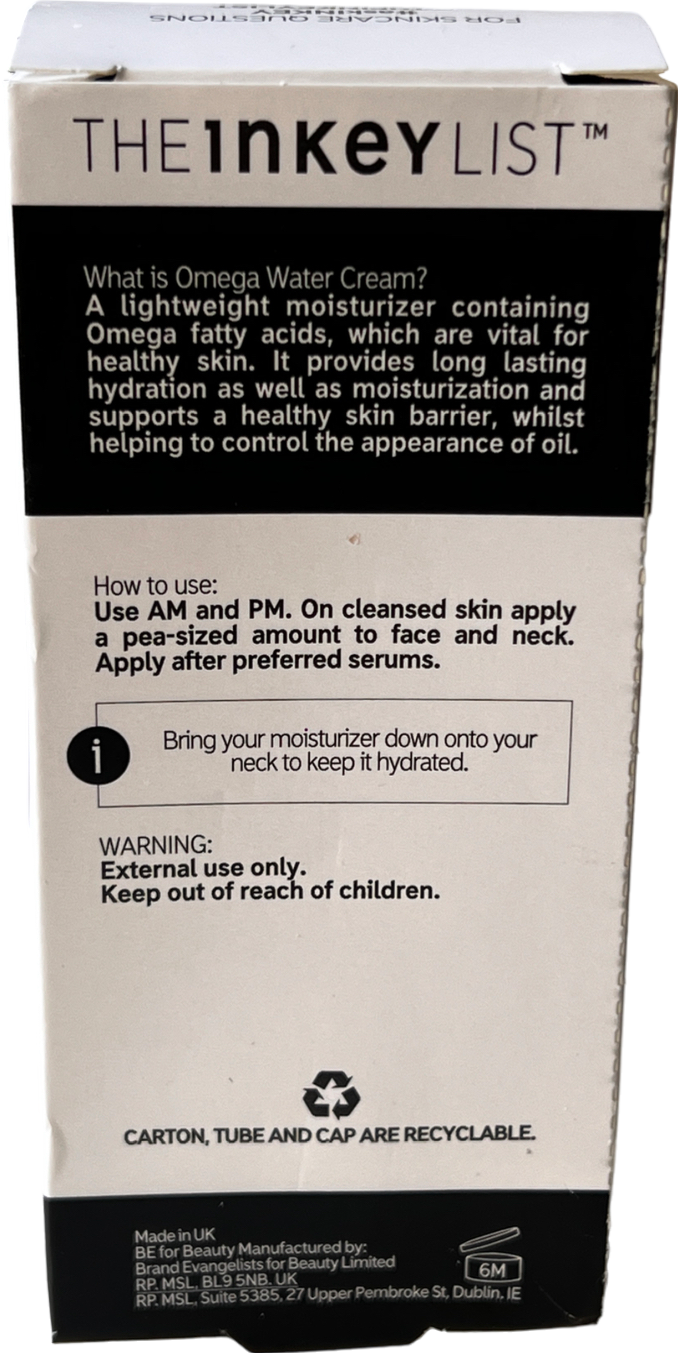 FOR SKINCARE QUESTIONS
#askINKEY
THE INKEY LIST™
What is Omega Water Cream?
A lightweight moisturizer containing
Omega fatty acids, which are vital for
healthy skin. It provides long lasting
hydration as well as moisturization and
supports a healthy skin barrier, whilst
helping to control the appearance of oil.
How to use:
Use AM and PM. On cleansed skin apply
a pea-sized amount to face and neck.
Apply after preferred serums.
i
Bring your moisturizer down onto your
neck to keep it hydrated.
WARNING:
External use only.
Keep out of reach of children.
CARTON, TUBE AND CAP ARE RECYCLABLE.
Made in UK
BE for Beauty Manufactured by:
Brand Evangelists for Beauty Limited
RP. MSL, BL9 5NB. UK
RP. MSL, Suite 5385, 27 Upper Pembroke St, Dublin, IE
6M